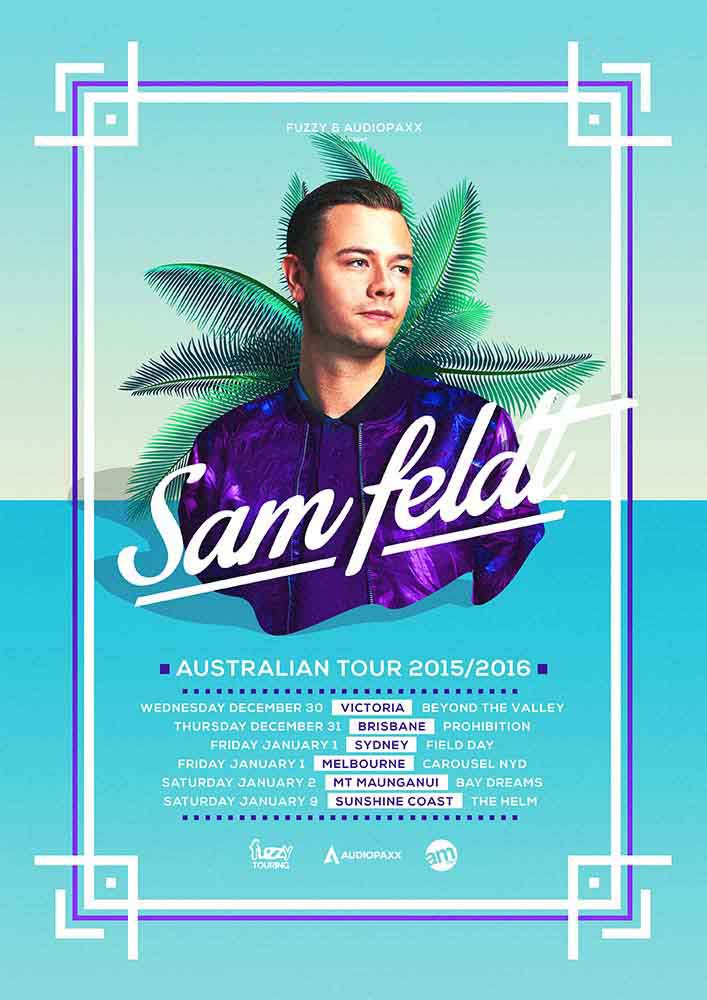 FUZZY & AUDIOPAXX
Sam feldt.
AUSTRALIAN TOUR 2015/2016
WEDNESDAY DECEMBER 30 VICTORIA BEYOND THE VALLEY
THURSDAY DECEMBER 31 BRISBANE PROHIBITION
FRIDAY JANUARY 1 SYDNEY FIELD DAY
FRIDAY JANUARY 1 MELBOURNE CAROUSEL NYD
SATURDAY JANUARY 2 MT MAUNGANUI BAY DREAMS
SATURDAY JANUARY 9 SUNSHINE COAST THE HELM
fuzzy TOURING AUDIOPAXX am